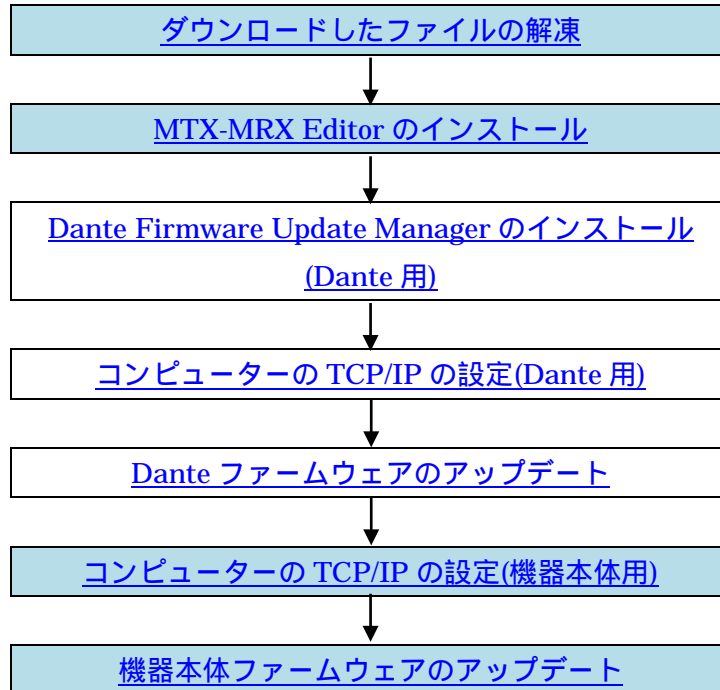 ダウンロードしたファイルの解凍
MTX-MRX Editor のインストール
Dante Firmware Update Manager のインストール
(Dante 用)
コンピューターの TCP/IP の設定(Dante 用)
Dante ファームウェアのアップデート
コンピューターの TCP/IP の設定(機器本体用)
機器本体ファームウェアのアップデート